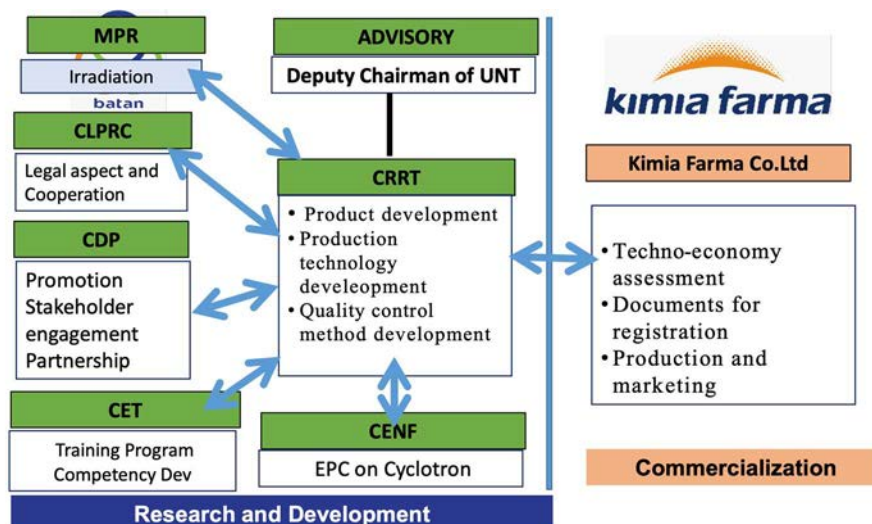 MPR
Irradiation
batan
CLPRC
Legal aspect and
Cooperation
CDP
Promotion
Stakeholder
engagement
Partnership
CET
Training Program
Competency Dev
ADVISORY
Deputy Chairman of UNT
CRRT
• Product development
• Production
technology
develeopment
• Quality control
method development
CENF
EPC on Cyclotron
Research and Development
kimia farma
Kimia Farma Co.Ltd
• Techno-economy
assessment
• Documents for
registration
• Production and
marketing
Commercialization